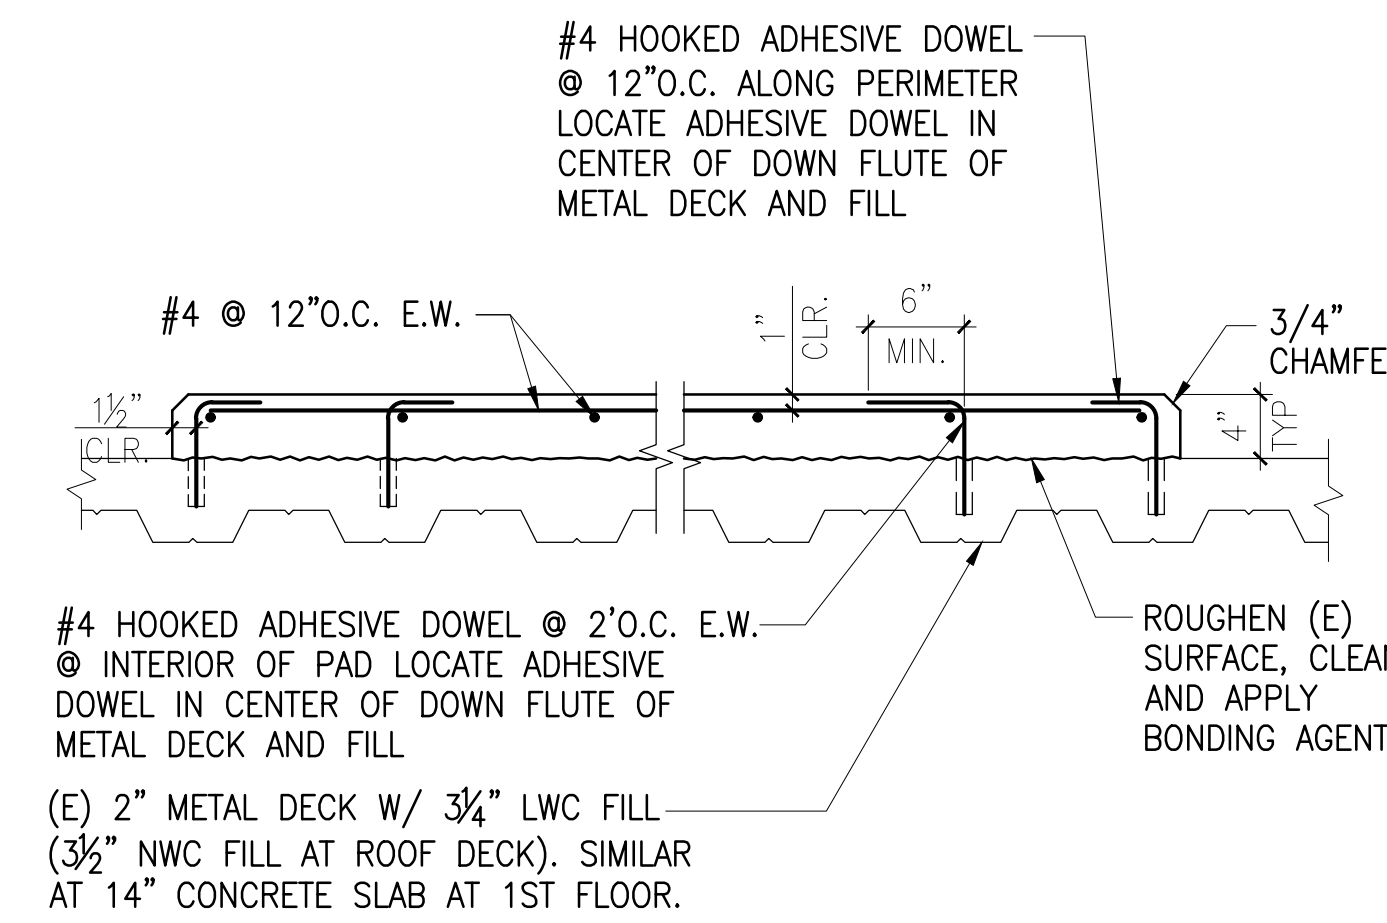 #4 HOOKED ADHESIVE DOWEL
@ 12"O.C. ALONG PERIMETER
LOCATE ADHESIVE DOWEL IN
CENTER OF DOWN FLUTE OF
METAL DECK AND FILL
#4 @ 12"O.C. E.W.
1"
CLR.
6"
MIN.
3/4"
CHAMFE
1½"
CLR.
4"
TYP
#4 HOOKED ADHESIVE DOWEL @ 2'O.C. E.W.
@ INTERIOR OF PAD LOCATE ADHESIVE
DOWEL IN CENTER OF DOWN FLUTE OF
METAL DECK AND FILL
ROUGHEN (E)
SURFACE, CLEAN
AND APPLY
BONDING AGENT
(E) 2" METAL DECK W/ 3¼" LWC FILL
(3½" NWC FILL AT ROOF DECK). SIMILAR
AT 14" CONCRETE SLAB AT 1ST FLOOR.